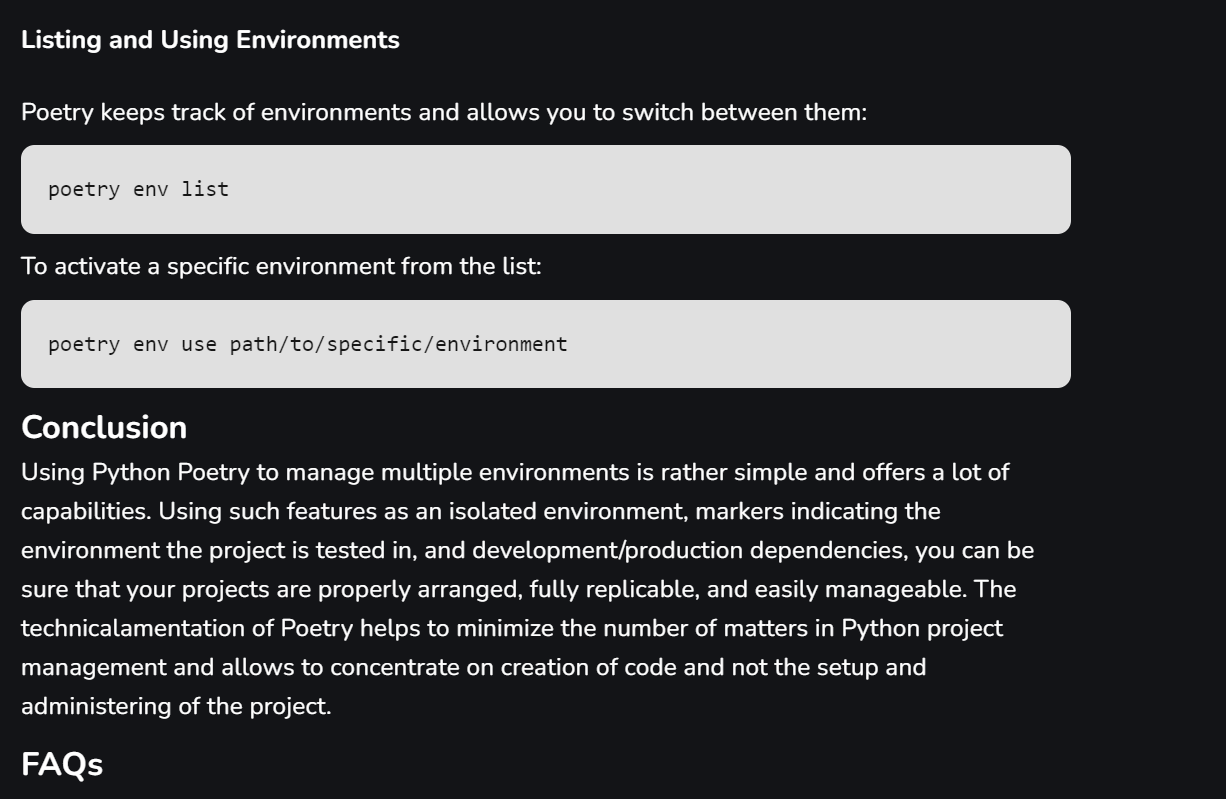 Listing and Using Environments
Poetry keeps track of environments and allows you to switch between them:
poetry env list
To activate a specific environment from the list:
poetry env use path/to/specific/environment
Conclusion
Using Python Poetry to manage multiple environments is rather simple and offers a lot of
capabilities. Using such features as an isolated environment, markers indicating the
environment the project is tested in, and development/production dependencies, you can be
sure that your projects are properly arranged, fully replicable, and easily manageable. The
technicalamentation of Poetry helps to minimize the number of matters in Python project
management and allows to concentrate on creation of code and not the setup and
administering of the project.
FAQs